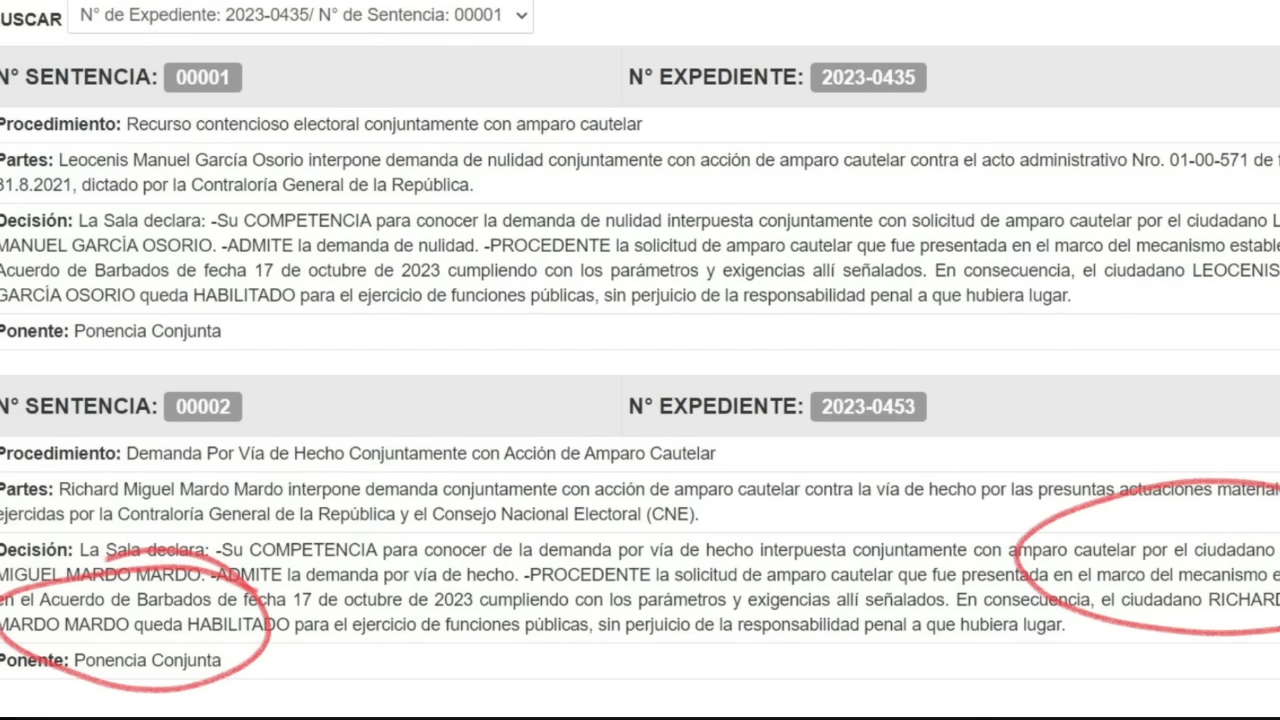 USCAR N° de Expediente: 2023-0435/ N° de Sentencia: 00001
N° SENTENCIA: 00001 N° EXPEDIENTE: 2023-0435
Procedimiento: Recurso contencioso electoral conjuntamente con amparo cautelar
Partes: Leocenis Manuel García Osorio interpone demanda de nulidad conjuntamente con acción de amparo cautelar contra el acto administrativo Nro. 01-00-571 de f
31.8.2021, dictado por la Contraloría General de la República.
Decisión: La Sala declara: -Su COMPETENCIA para conocer la demanda de nulidad interpuesta conjuntamente con solicitud de amparo cautelar por el ciudadano L
MANUEL GARCÍA OSORIO. -ADMITE la demanda de nulidad. -PROCEDENTE la solicitud de amparo cautelar que fue presentada en el marco del mecanismo estable
Acuerdo de Barbados de fecha 17 de octubre de 2023 cumpliendo con los parámetros y exigencias allí señalados. En consecuencia, el ciudadano LEOCENIS
GARCÍA OSORIO queda HABILITADO para el ejercicio de funciones públicas, sin perjuicio de la responsabilidad penal a que hubiera lugar.
Ponente: Ponencia Conjunta
N° SENTENCIA: 00002 N° EXPEDIENTE: 2023-0453
Procedimiento: Demanda Por Vía de Hecho Conjuntamente con Acción de Amparo Cautelar
Partes: Richard Miguel Mardo Mardo interpone demanda conjuntamente con acción de amparo cautelar contra la vía de hecho por las presuntas actuaciones material
ejercidas por la Contraloría General de la República y el Consejo Nacional Electoral (CNE).
Decisión: La Sala declara: -Su COMPETENCIA para conocer de la demanda por vía de hecho interpuesta conjuntamente con amparo cautelar por el ciudadano
MIGUEL MARDO MARDO. -ADMITE la demanda por vía de hecho. -PROCEDENTE la solicitud de amparo cautelar que fue presentada en el marco del mecanismo e
en el Acuerdo de Barbados de fecha 17 de octubre de 2023 cumpliendo con los parámetros y exigencias allí señalados. En consecuencia, el ciudadano RICHARD
MARDO MARDO queda HABILITADO para el ejercicio de funciones públicas, sin perjuicio de la responsabilidad penal a que hubiera lugar.
Ponente: Ponencia Conjunta